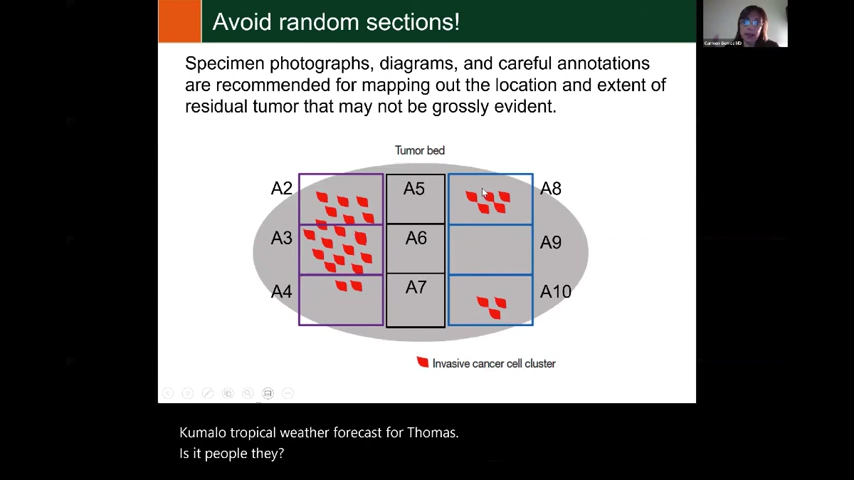 Avoid random sections!
Specimen photographs, diagrams, and careful annotations
are recommended for mapping out the location and extent of
residual tumor that may not be grossly evident.
Tumor bed
A2
A5
A8
A3
A6
A9
A4
A7
A10
Invasive cancer cell cluster
Kumalo tropical weather forecast for Thomas.
Is it people they?